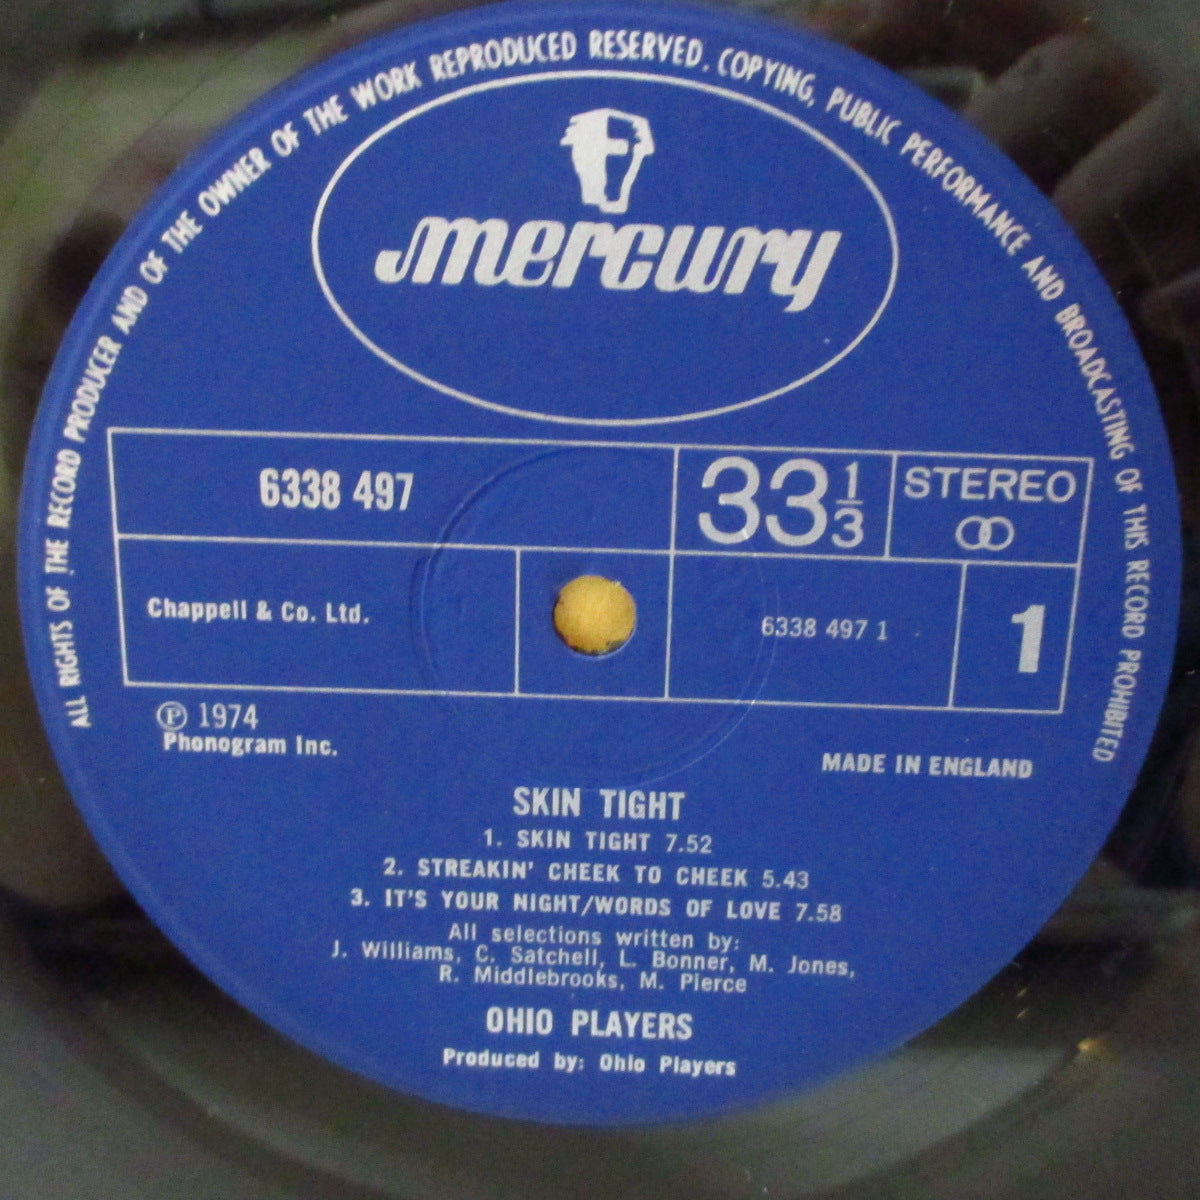 ALL RIGHTS OF THE RECORD PRODUCER AND OF THE OWNER OF THE WORK REPRODUCED RESERVED. COPYING, PUBLIC PERFORMANCE AND BROADCASTING OF THIS RECORD PROHIBITED
mercury
6338 497
33 1/3
STEREO
Chappell & Co. Ltd.
6338 497 1
1
Ⓟ 1974
Phonogram Inc.
MADE IN ENGLAND
SKIN TIGHT
1. SKIN TIGHT 7.52
2. STREAKIN' CHEEK TO CHEEK 5.43
3. IT'S YOUR NIGHT/WORDS OF LOVE 7.58
All selections written by:
J. Williams, C. Satchell, L. Bonner, M. Jones,
R. Middlebrooks, M. Pierce
OHIO PLAYERS
Produced by: Ohio Players